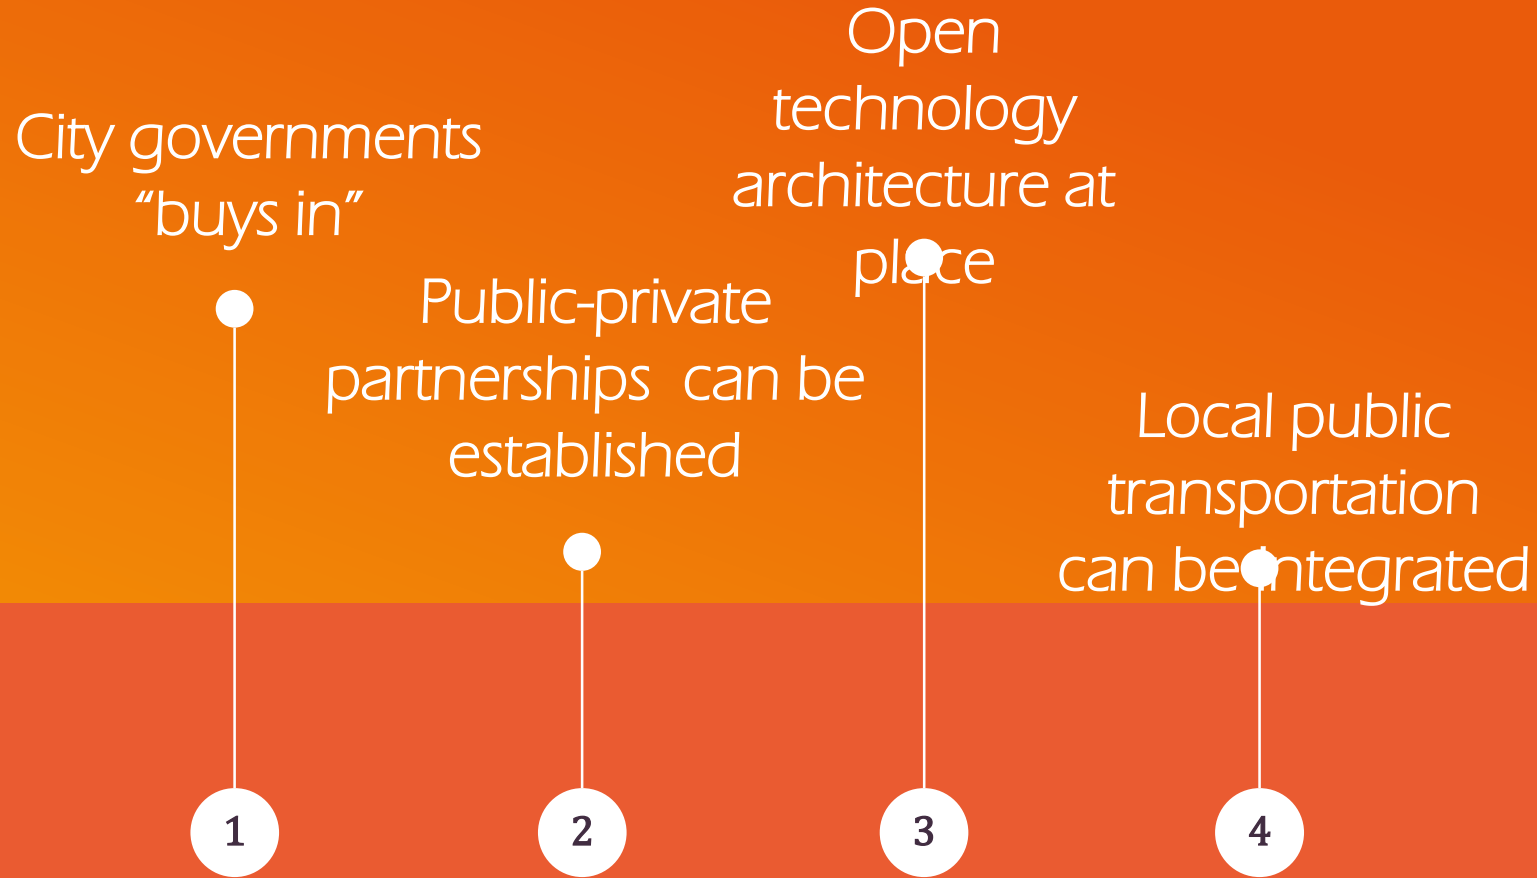 City governments
“buys in”
Public-private
partnerships  can be
established
Open
technology
architecture at
place
Local public
transportation
can be integrated
1
2
3
4